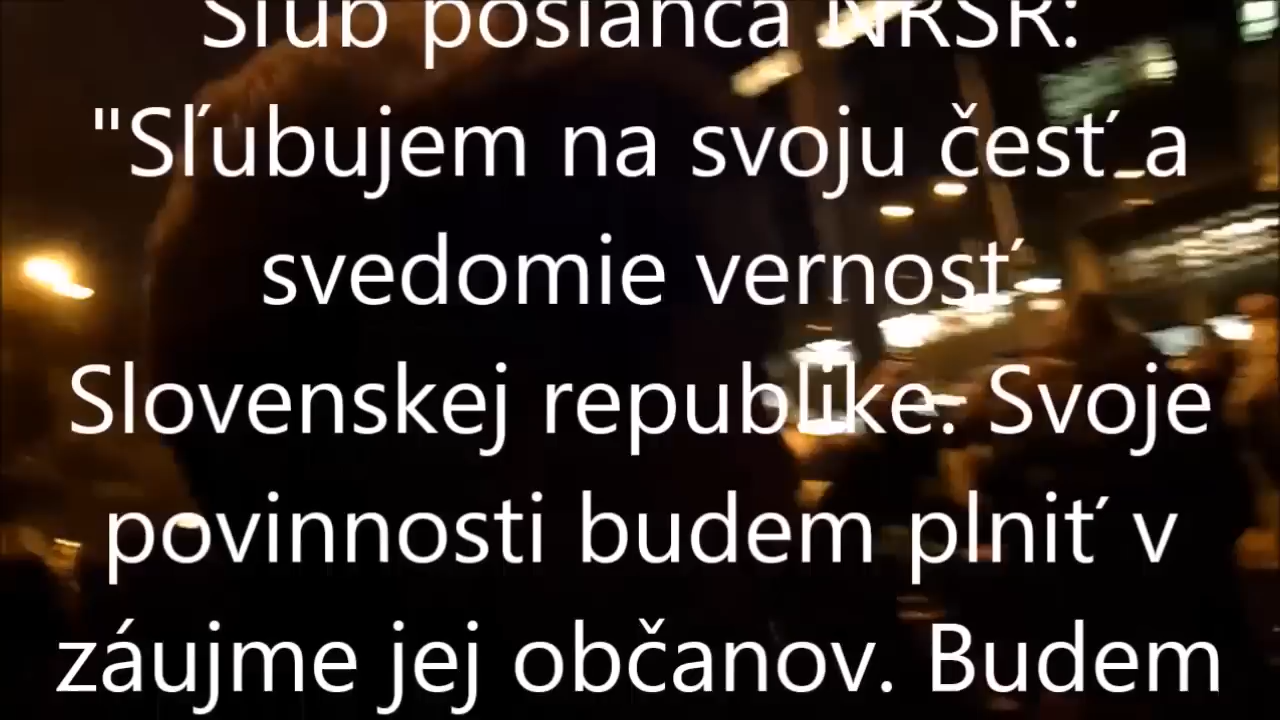 Sľub poslanca NRSR:
"Sľubujem na svoju česť a
svedomie vernosť
Slovenskej republike. Svoje
povinnosti budem plniť v
záujme jej občanov. Budem